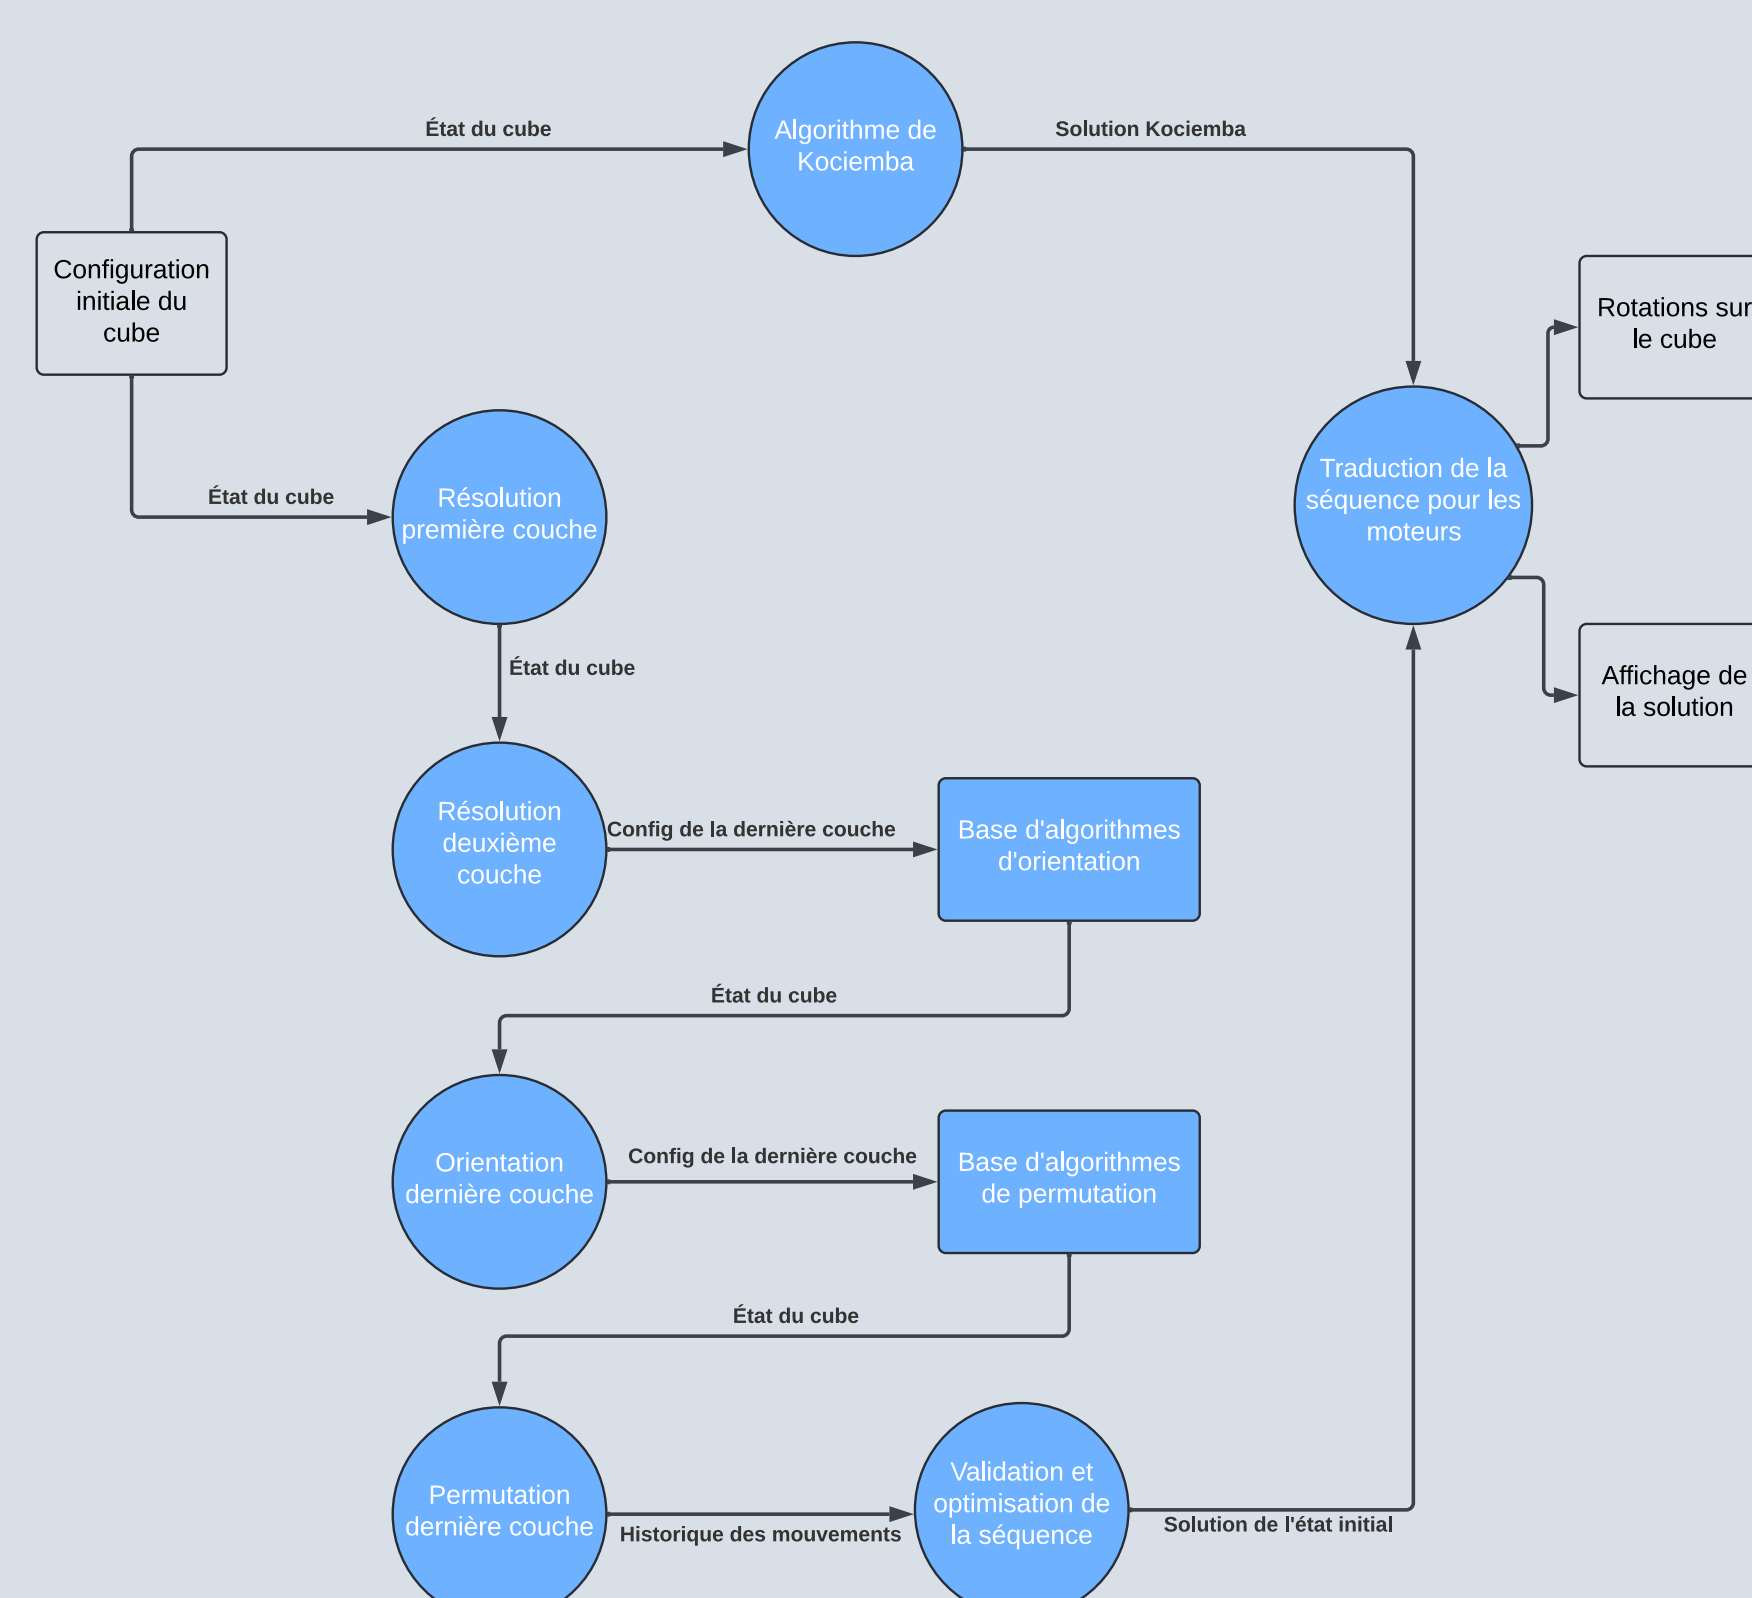 État du cube
Algorithme de
Kociemba
Solution Kociemba
Configuration
initiale du
cube
Rotations sur
le cube
État du cube
Résolution
première couche
Traduction de la
séquence pour les
moteurs
État du cube
Affichage de
la solution
Résolution
deuxième
couche
Config de la dernière couche
Base d'algorithmes
d'orientation
État du cube
Orientation
dernière couche
Config de la dernière couche
Base d'algorithmes
de permutation
État du cube
Permutation
dernière couche
Historique des mouvements
Validation et
optimisation de
la séquence
Solution de l'état initial